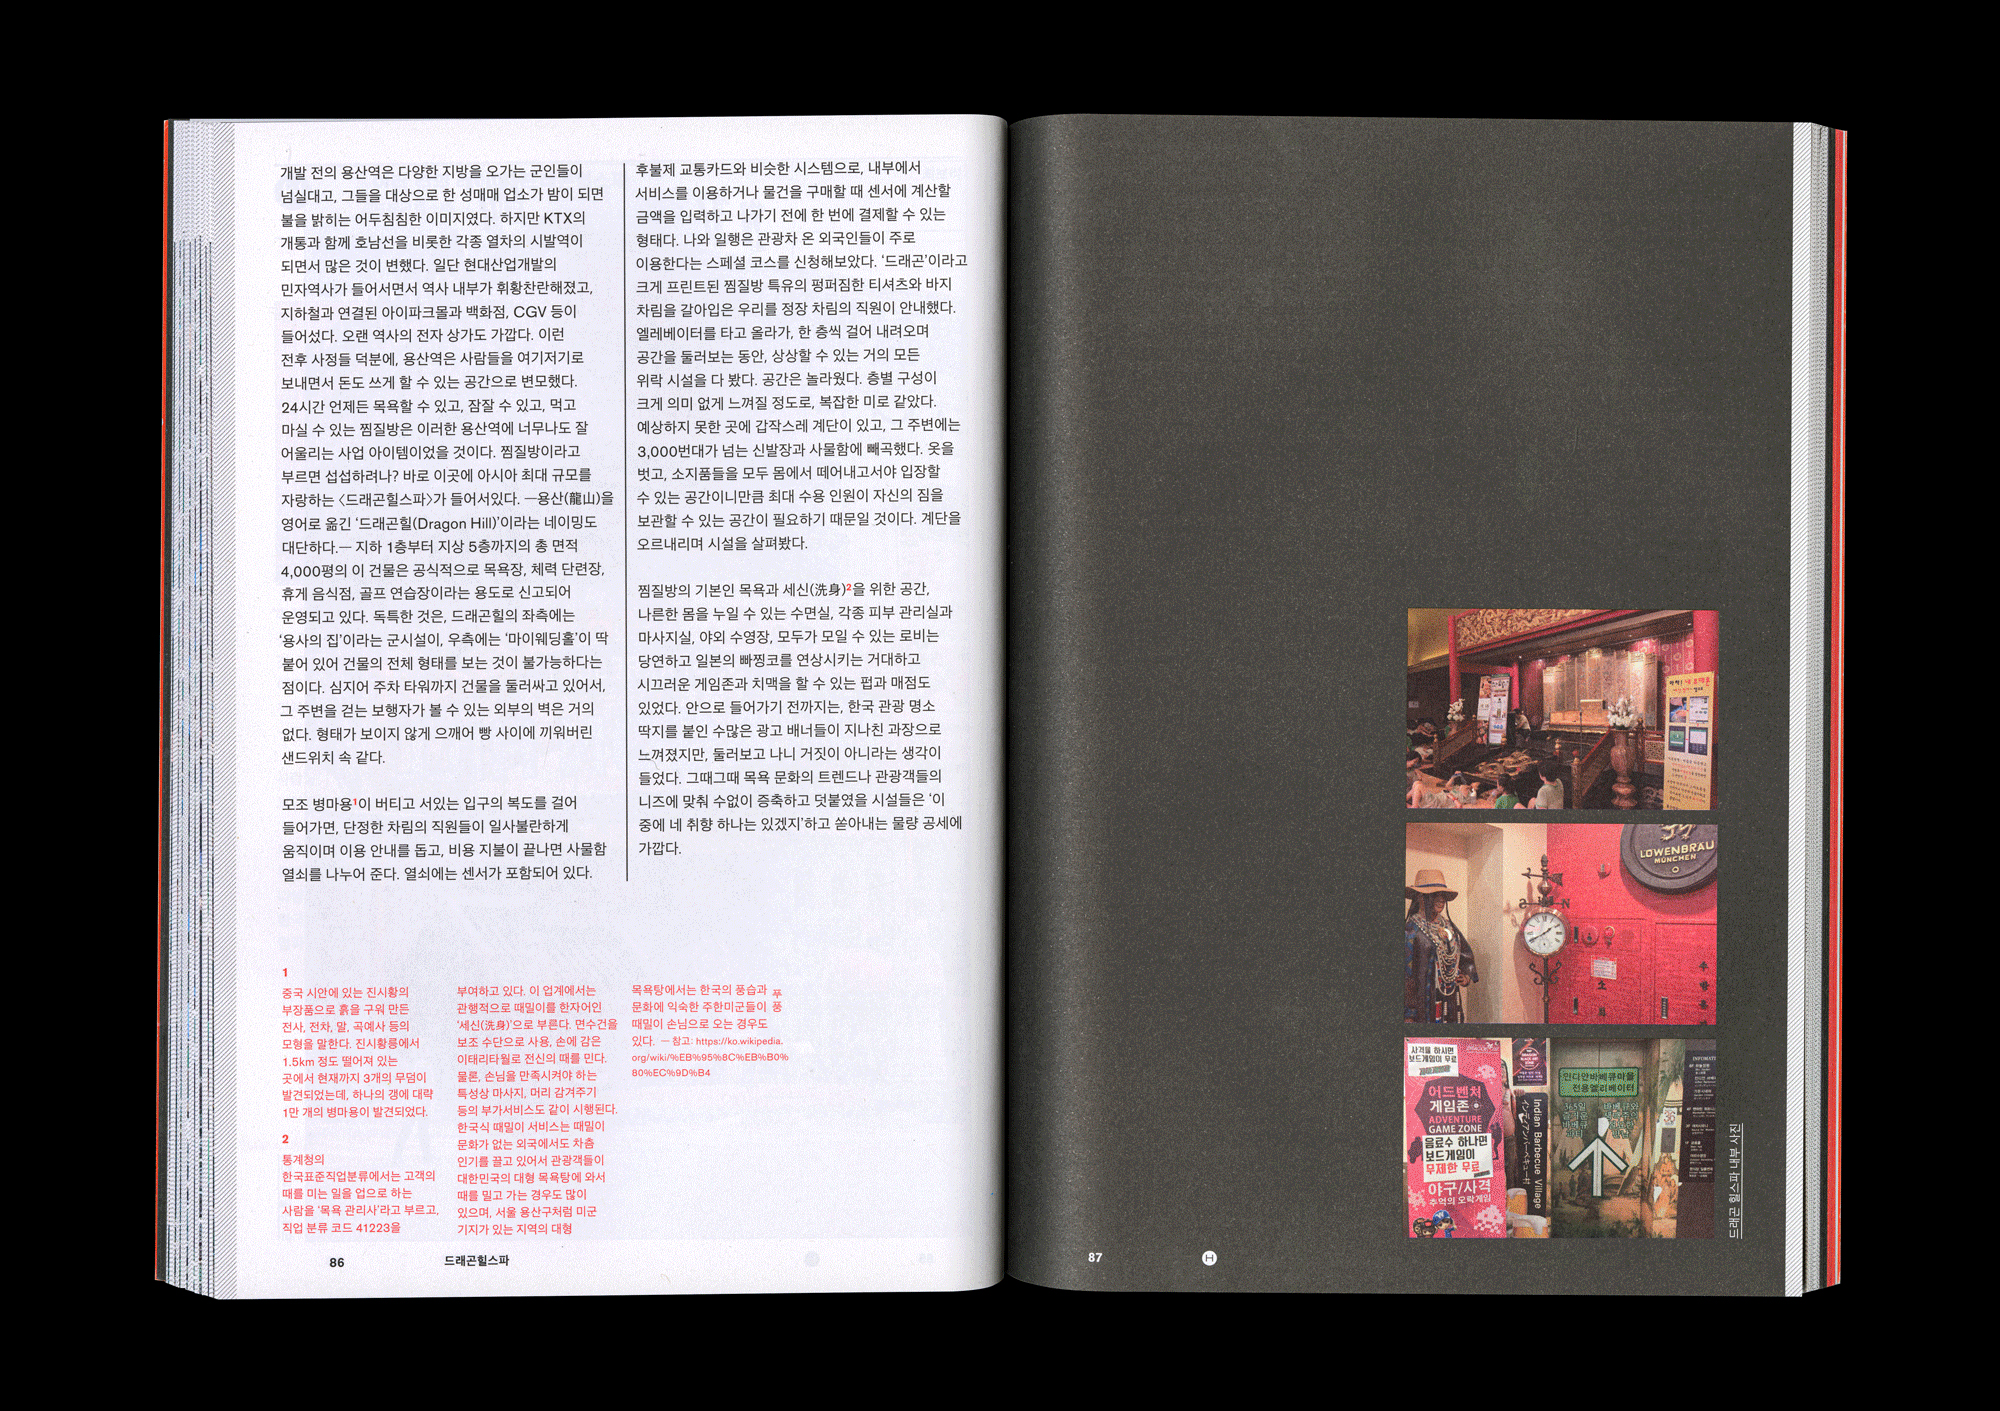 개발 전의 용산역은 다양한 지방을 오가는 군인들이
넘실대고, 그들을 대상으로 한 성매매 업소가 밤이 되면
불을 밝히는 어두침침한 이미지였다. 하지만 KTX의
개통과 함께 호남선을 비롯한 각종 열차의 시발역이
되면서 많은 것이 변했다. 일단 현대산업개발의
민자역사가 들어서면서 역사 내부가 휘황찬란해졌고,
지하철과 연결된 아이파크몰과 백화점, CGV 등이
들어섰다. 오랜 역사의 전자 상가도 가깝다. 이런
전후 사정들 덕분에, 용산역은 사람들을 여기저기로
보내면서 돈도 쓰게 할 수 있는 공간으로 변모했다.
24시간 언제든 목욕할 수 있고, 잠잘 수 있고, 먹고
마실 수 있는 찜질방은 이러한 용산역에 너무나도 잘
어울리는 사업 아이템이었을 것이다. 찜질방이라고
부르면 섭섭하려나? 바로 이곳에 아시아 최대 규모를
자랑하는 〈드래곤힐스파〉가 들어서있다. —용산(龍山)을
영어로 옮긴 ‘드래곤힐(Dragon Hill)’이라는 네이밍도
대단하다.— 지하 1층부터 지상 5층까지의 총 면적
4,000평의 이 건물은 공식적으로 목욕장, 체력 단련장,
휴게 음식점, 골프 연습장이라는 용도로 신고되어
운영되고 있다. 독특한 것은, 드래곤힐의 좌측에는
‘용사의 집’이라는 군시설이, 우측에는 ‘마이웨딩홀’이 딱
붙어 있어 건물의 전체 형태를 보는 것이 불가능하다는
점이다. 심지어 주차 타워까지 건물을 둘러싸고 있어서,
그 주변을 걷는 보행자가 볼 수 있는 외부의 벽은 거의
없다. 형태가 보이지 않게 으깨어 빵 사이에 끼워버린
샌드위치 속 같다.
모조 병마용1이 버티고 서있는 입구의 복도를 걸어
들어가면, 단정한 차림의 직원들이 일사불란하게
움직이며 이용 안내를 돕고, 비용 지불이 끝나면 사물함
열쇠를 나누어 준다. 열쇠에는 센서가 포함되어 있다.
후불제 교통카드와 비슷한 시스템으로, 내부에서
서비스를 이용하거나 물건을 구매할 때 센서에 계산할
금액을 입력하고 나가기 전에 한 번에 결제할 수 있는
형태다. 나와 일행은 관광차 온 외국인들이 주로
이용한다는 스페셜 코스를 신청해보았다. ‘드래곤’이라고
크게 프린트된 찜질방 특유의 펑퍼짐한 티셔츠와 바지
차림을 갈아입은 우리를 정장 차림의 직원이 안내했다.
엘레베이터를 타고 올라가, 한 층씩 걸어 내려오며
공간을 둘러보는 동안, 상상할 수 있는 거의 모든
위락 시설을 다 봤다. 공간은 놀라웠다. 층별 구성이
크게 의미 없게 느껴질 정도로, 복잡한 미로 같았다.
예상하지 못한 곳에 갑작스레 계단이 있고, 그 주변에는
3,000번대가 넘는 신발장과 사물함에 빼곡했다. 옷을
벗고, 소지품들을 모두 몸에서 떼어내고서야 입장할
수 있는 공간이니만큼 최대 수용 인원이 자신의 짐을
보관할 수 있는 공간이 필요하기 때문일 것이다. 계단을
오르내리며 시설을 살펴봤다.
찜질방의 기본인 목욕과 세신(洗身)2을 위한 공간,
나른한 몸을 누일 수 있는 수면실, 각종 피부 관리실과
마사지실, 야외 수영장, 모두가 모일 수 있는 로비는
당연하고 일본의 빠찡코를 연상시키는 거대하고
시끄러운 게임존과 치맥을 할 수 있는 펍과 매점도
있었다. 안으로 들어가기 전까지는, 한국 관광 명소
딱지를 붙인 수많은 광고 배너들이 지나친 과장으로
느껴졌지만, 둘러보고 나니 거짓이 아니라는 생각이
들었다. 그때그때 목욕 문화의 트렌드나 관광객들의
니즈에 맞춰 수없이 증축하고 덧붙였을 시설들은 ‘이
중에 네 취향 하나는 있겠지’하고 쏟아내는 물량 공세에
가깝다.
1
중국 시안에 있는 진시황의
부장품으로 흙을 구워 만든
전사, 전차, 말, 곡예사 등의
모형을 말한다. 진시황릉에서
1.5km 정도 떨어져 있는
곳에서 현재까지 3개의 무덤이
발견되었는데, 하나의 갱에 대략
1만 개의 병마용이 발견되었다.
2
통계청의
한국표준직업분류에서는 고객의
때를 미는 일을 업으로 하는
사람을 ‘목욕 관리사’라고 부르고,
직업 분류 코드 41223을
부여하고 있다. 이 업계에서는
관행적으로 때밀이를 한자어인
‘세신(洗身)’으로 부른다. 면수건을
보조 수단으로 사용, 손에 감은
이태리타월로 전신의 때를 민다.
물론, 손님을 만족시켜야 하는
특성상 마사지, 머리 감겨주기
등의 부가서비스도 같이 시행된다.
한국식 때밀이 서비스는 때밀이
문화가 없는 외국에서도 차츰
인기를 끌고 있어서 관광객들이
대한민국의 대형 목욕탕에 와서
때를 밀고 가는 경우도 많이
있으며, 서울 용산구처럼 미군
기지가 있는 지역의 대형
목욕탕에서는 한국의 풍습과
문화에 익숙한 주한미군들이
때밀이 손님으로 오는 경우도
있다. — 참고: https://ko.wikipedia.
org/wiki/%EB%95%8C%EB%B0%
80%EC%9D%B4
푸
풍
86
드래곤힐스파
87
H
LÖWENBRÄU
MÜNCHEN
S N
사격을 하시면
보드게임이 무료
어드벤처
게임존
ADVENTURE
GAME ZONE
음료수 하나면
보드게임이
무제한 무료
야구/사격
추억의 오락게임
Indian Barbecue Village
インディアンバーベキュー村
인디안바베큐마을
전용엘리베이터
드래곤 힐스파 내부 사진